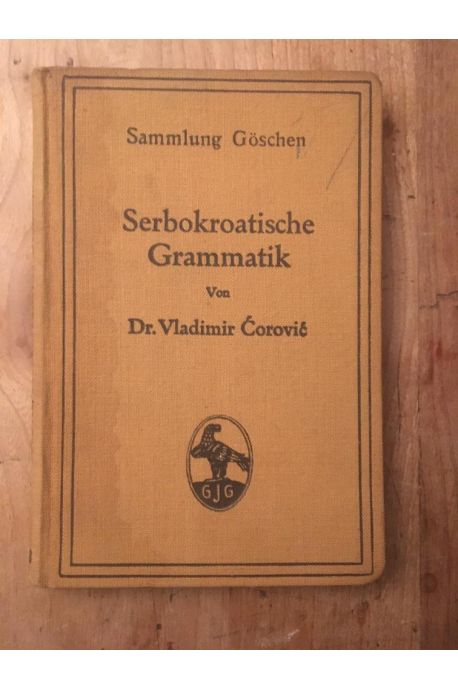 Sammlung Göschen
Serbokroatische
Grammatik
Von
Dr. Vladimir Ćorović
GJG